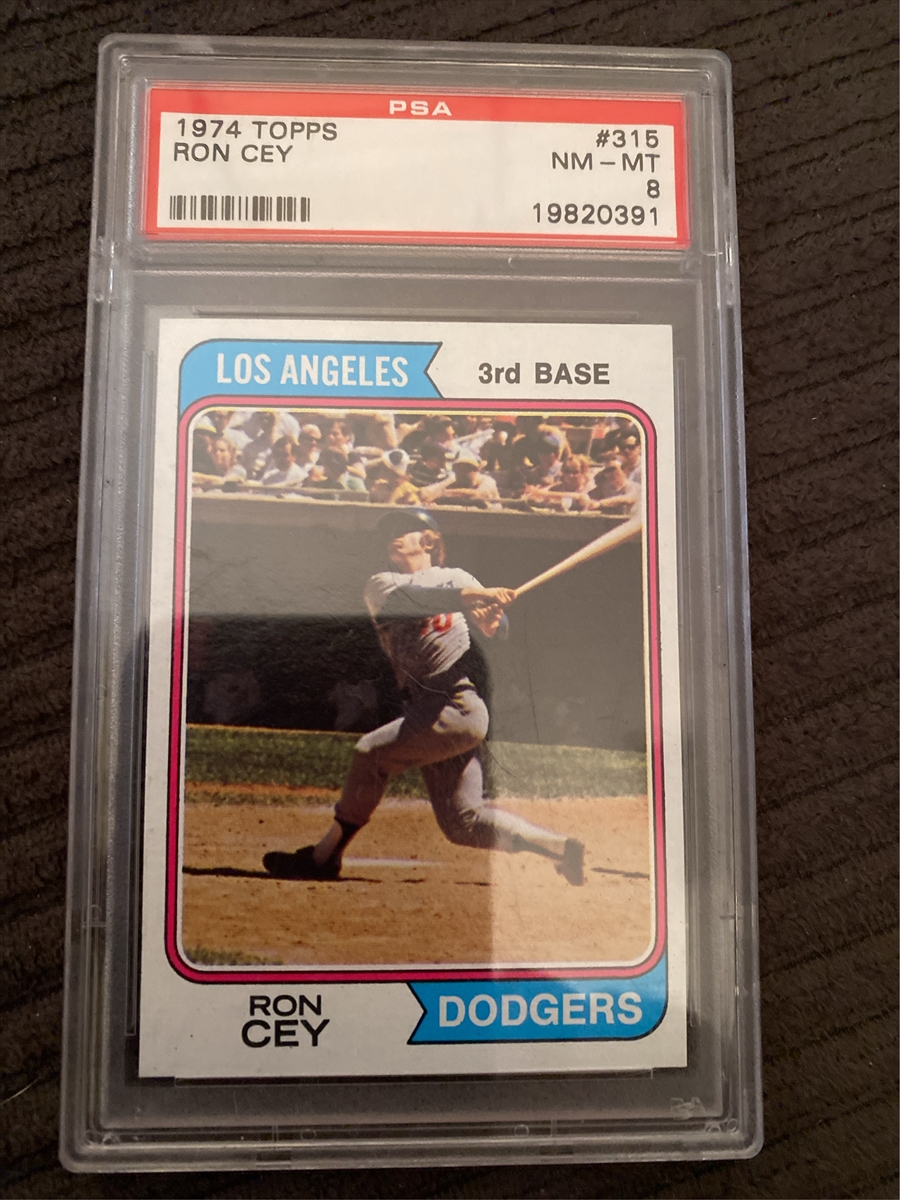 PSA
1974 TOPPS #315
RON CEY NM - MT
8
19820391
LOS ANGELES 3rd BASE
RON
CEY
DODGERS